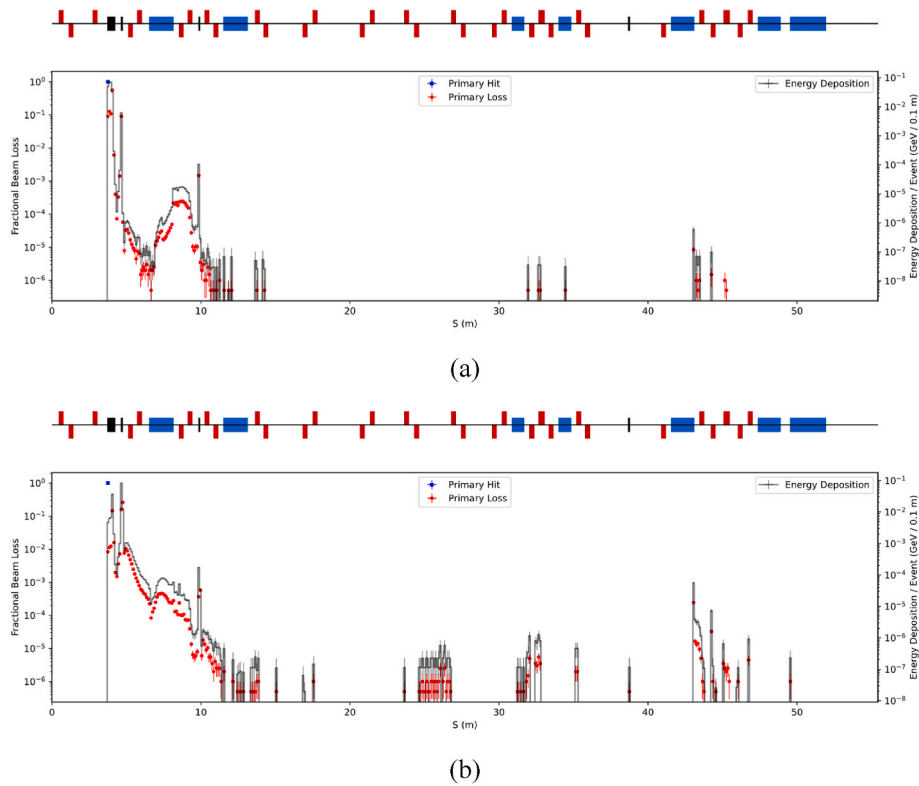 Primary Hit
Primary Loss
Energy Deposition
Fractional Beam Loss
10⁰
10⁻¹
10⁻²
10⁻³
10⁻⁴
10⁻⁵
10⁻⁶
10⁻¹
10⁻²
10⁻³
10⁻⁴
10⁻⁵
10⁻⁶
10⁻⁷
10⁻⁸
Energy Deposition / Event (GeV / 0.1 m)
0 10 20 30 40 50
S (m)
(a)
Primary Hit
Primary Loss
Energy Deposition
Fractional Beam Loss
10⁰
10⁻¹
10⁻²
10⁻³
10⁻⁴
10⁻⁵
10⁻⁶
10⁻¹
10⁻²
10⁻³
10⁻⁴
10⁻⁵
10⁻⁶
10⁻⁷
10⁻⁸
Energy Deposition / Event (GeV / 0.1 m)
0 10 20 30 40 50
S (m)
(b)